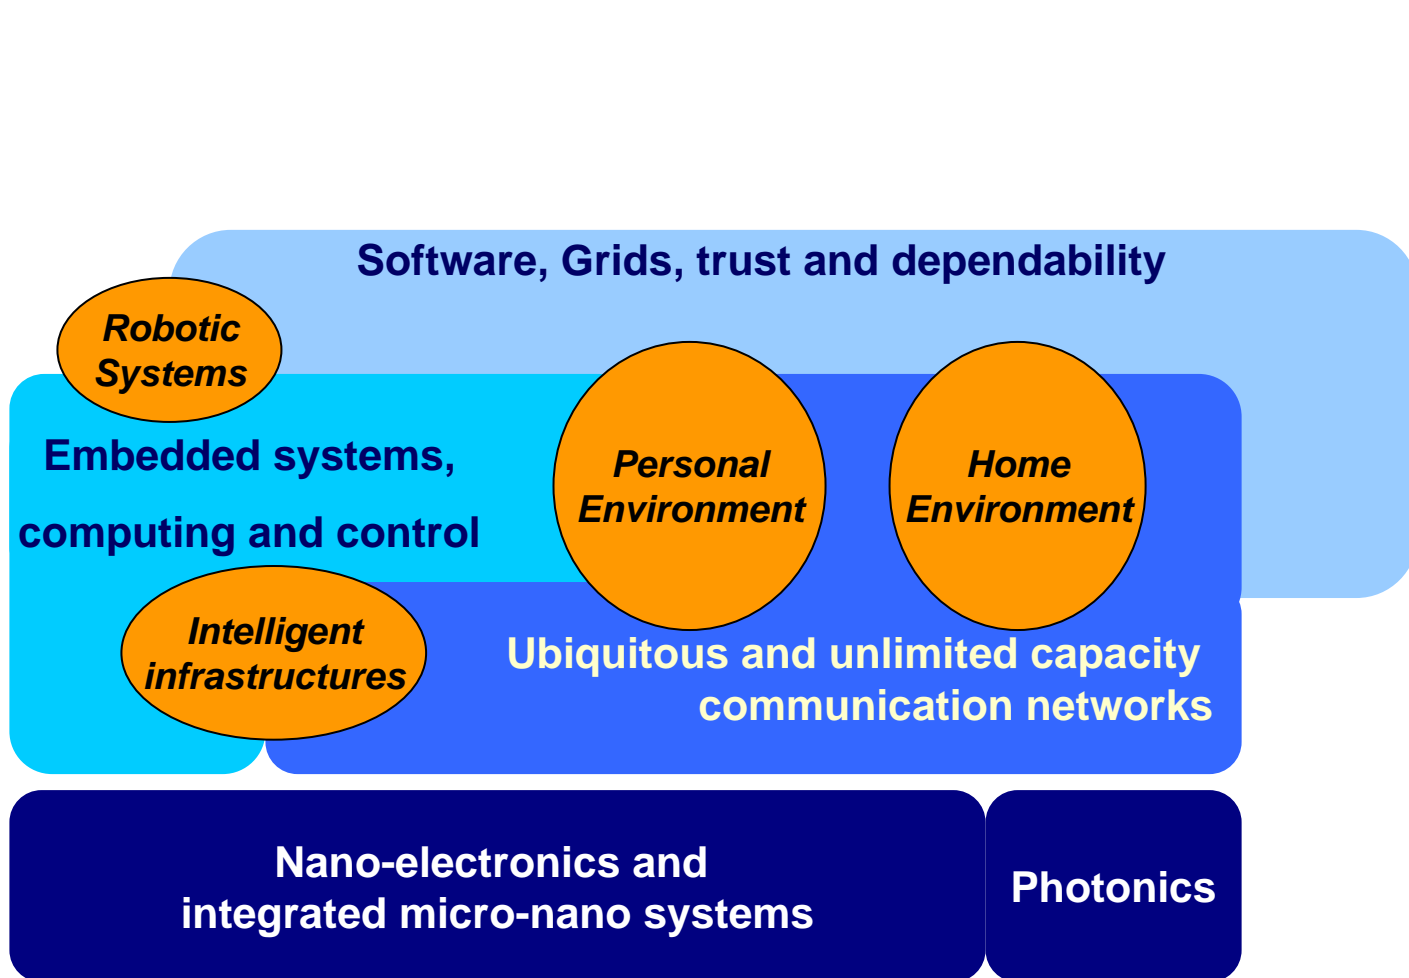 Software, Grids, trust and dependability
Robotic
Systems
Embedded systems,
computing and control
Personal
Environment
Home
Environment
Intelligent
infrastructures
Ubiquitous and unlimited capacity
communication networks
Nano-electronics and
integrated micro-nano systems
Photonics